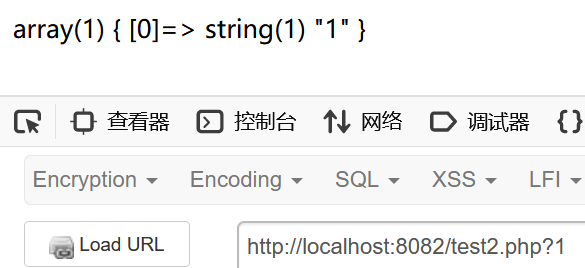 array(1) { [0]=> string(1) "1" }
查看器 控制台 网络 调试器 {}
Encryption Encoding SQL XSS LFI
Load URL http://localhost:8082/test2.php?1